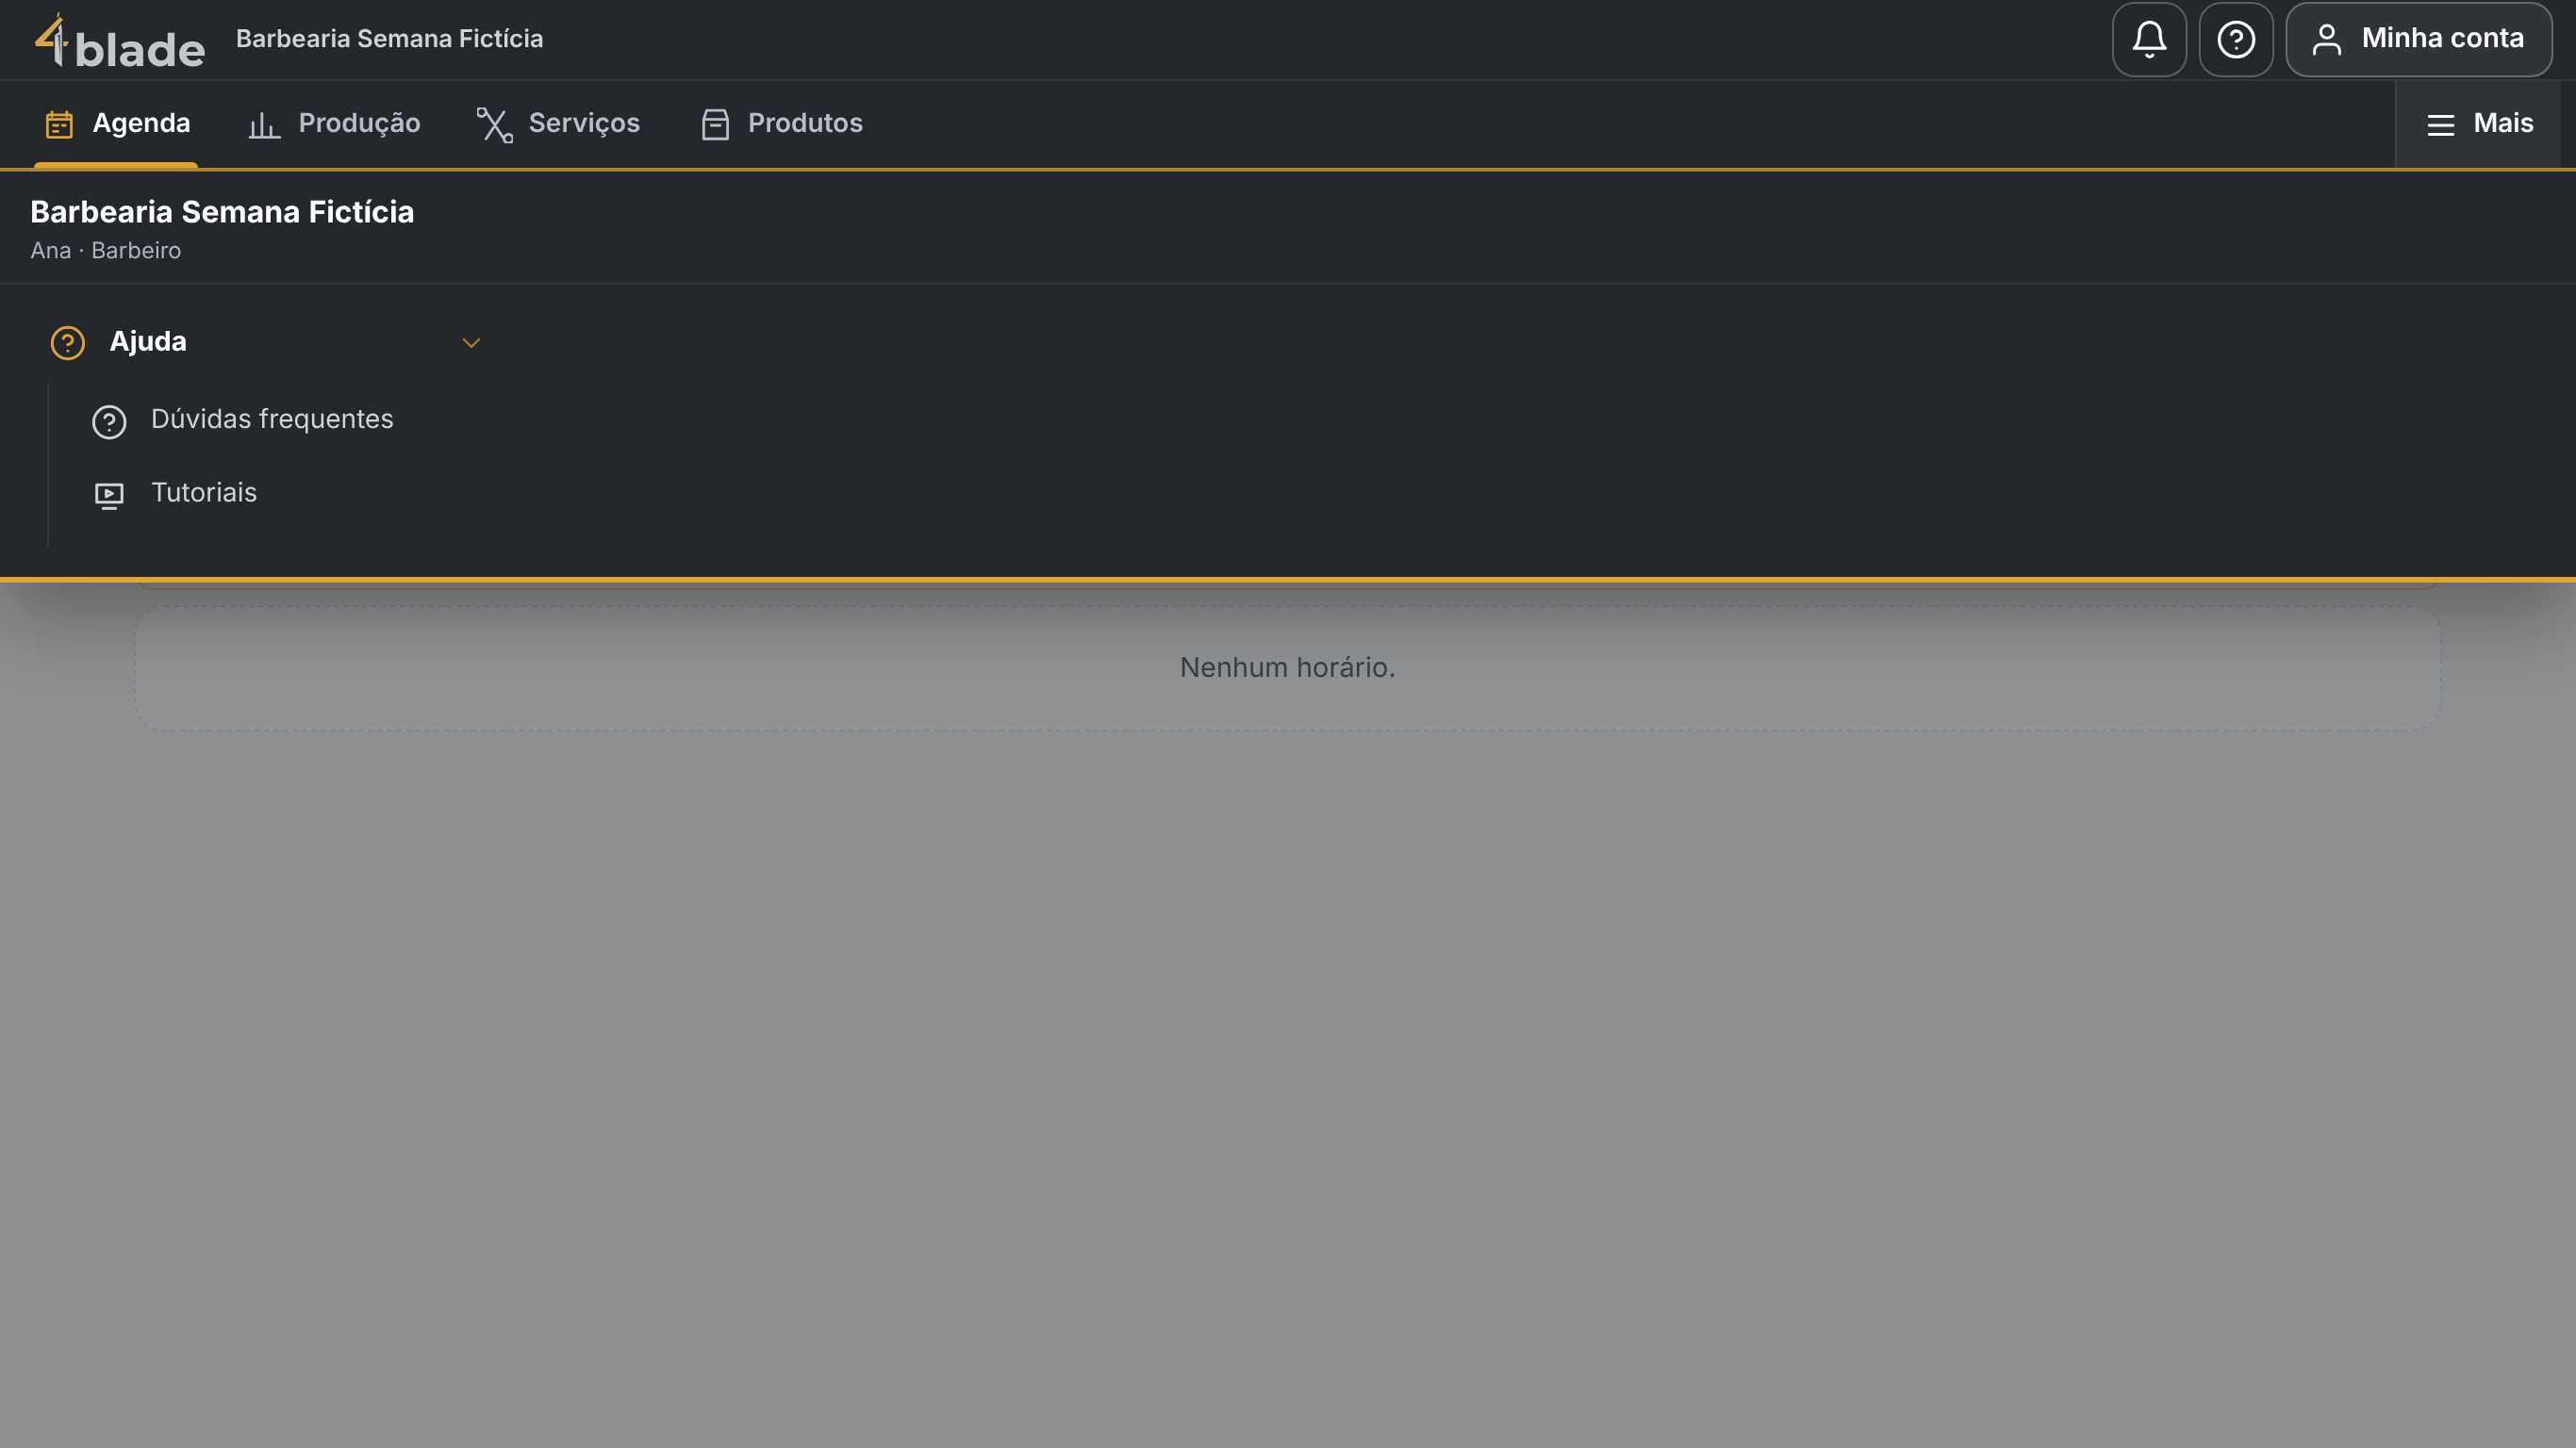 4blade Barbearia Semana Fictícia Minha conta
Agenda Produção Serviços Produtos Mais
Barbearia Semana Fictícia
Ana · Barbeiro
Ajuda
Dúvidas frequentes
Tutoriais
Nenhum horário.